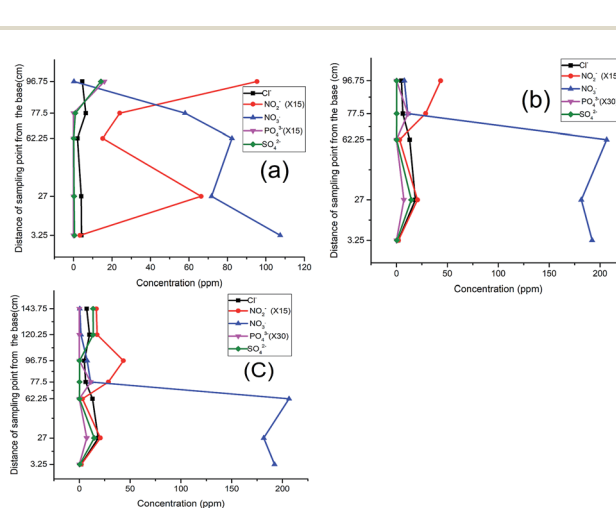 Distance of sampling point from the base(cm)
96.75
77.5
62.25
27
3.25
0 20 40 60 80 100 120
Concentration (ppm)
Cl⁻
NO₂⁻ (X15)
NO₃⁻
PO₄³⁻(X15)
SO₄²⁻
(a)
Distance of sampling point from the base(cm)
96.75
77.5
62.25
27
3.25
0 50 100 150 200
Concentration (ppm)
Cl⁻
NO₂⁻ (X15
NO₃⁻
PO₄³⁻(X30
SO₄²⁻
(b)
Distance of sampling point from the base(cm)
143.75
120.25
96.75
77.5
62.25
27
3.25
0 50 100 150 200
Concentration (ppm)
Cl⁻
NO₂⁻ (X15)
NO₃⁻
PO₄³⁻(X30)
SO₄²⁻
(C)